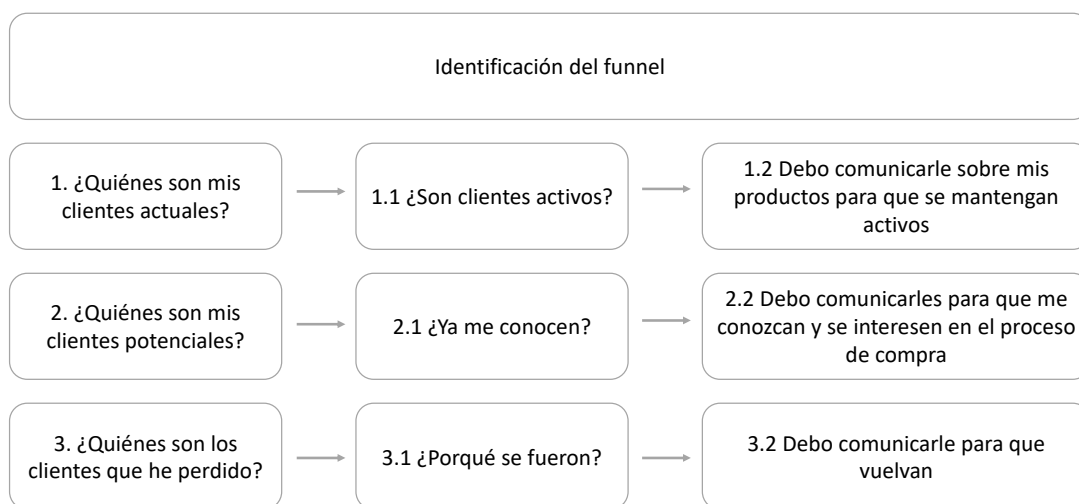 Identificación del funnel
1. ¿Quiénes son mis
clientes actuales?
1.1 ¿Son clientes activos?
1.2 Debo comunicarle sobre mis
productos para que se mantengan
activos
2. ¿Quiénes son mis
clientes potenciales?
2.1 ¿Ya me conocen?
2.2 Debo comunicarles para que me
conozcan y se interesen en el proceso
de compra
3. ¿Quiénes son los
clientes que he perdido?
3.1 ¿Porqué se fueron?
3.2 Debo comunicarle para que
vuelvan